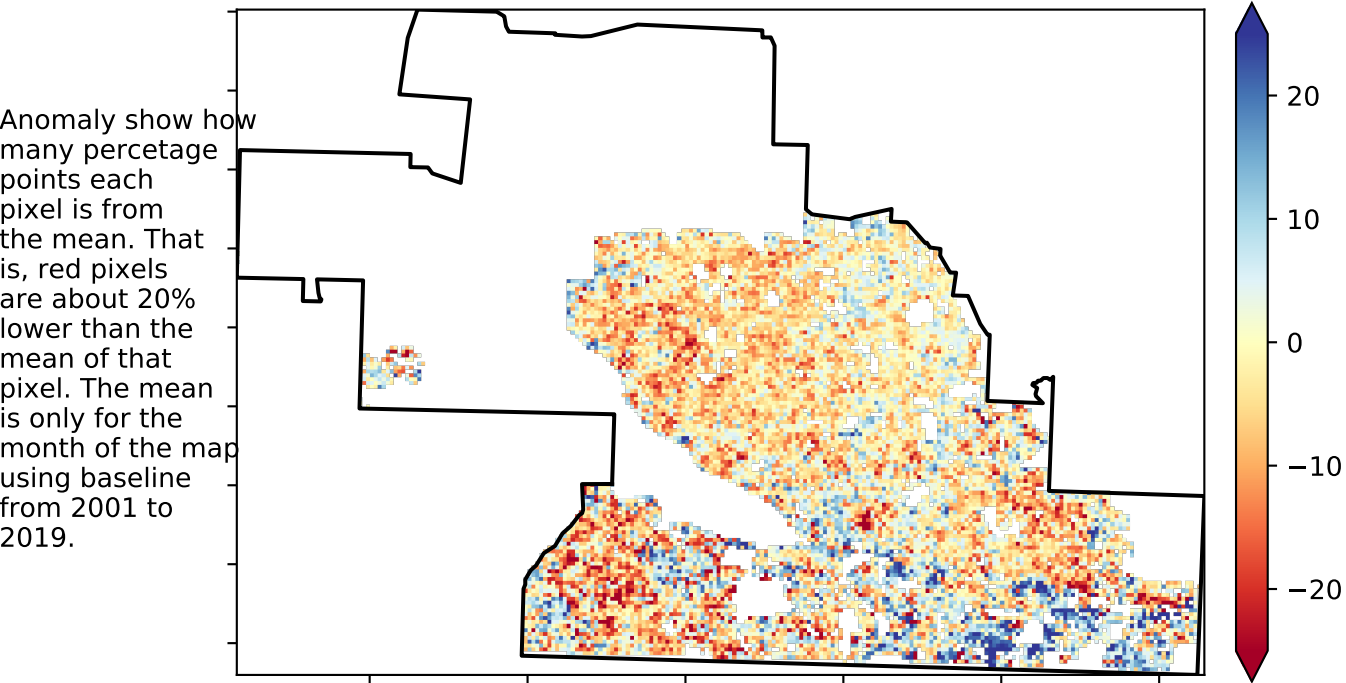 Anomaly show how
many percetage
points each
pixel is from
the mean. That
is, red pixels
are about 20%
lower than the
mean of that
pixel. The mean
is only for the
month of the map
using baseline
from 2001 to
2019.
20
10
0
−10
−20